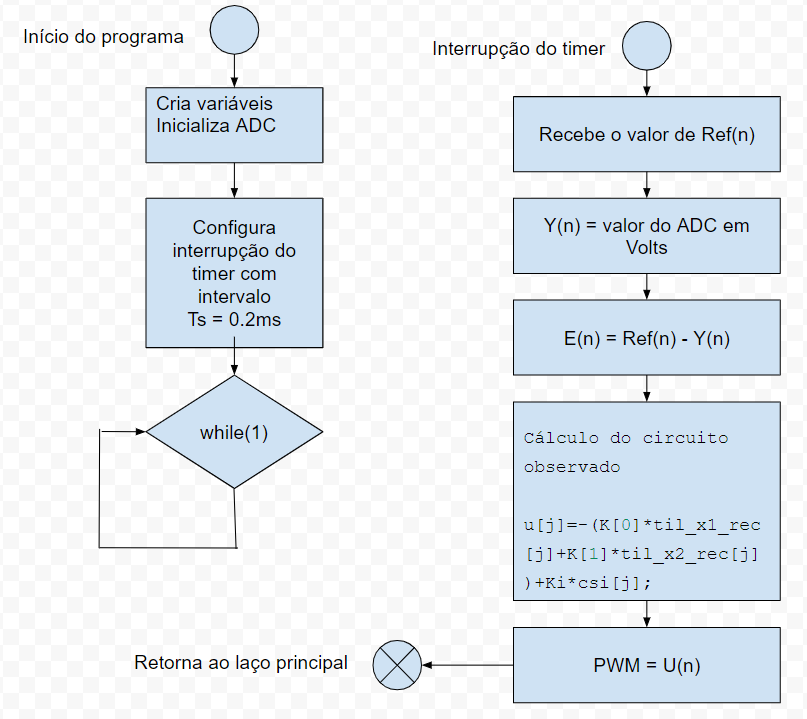 Início do programa
Cria variáveis
Inicializa ADC
Configura
interrupção do
timer com
intervalo
Ts = 0.2ms
while(1)
Interrupção do timer
Recebe o valor de Ref(n)
Y(n) = valor do ADC em
Volts
E(n) = Ref(n) - Y(n)
Cálculo do circuito
observado
u[j]=-(K[0]*til_x1_rec
[j]+K[1]*til_x2_rec[j]
)+Ki*csi[j];
PWM = U(n)
Retorna ao laço principal